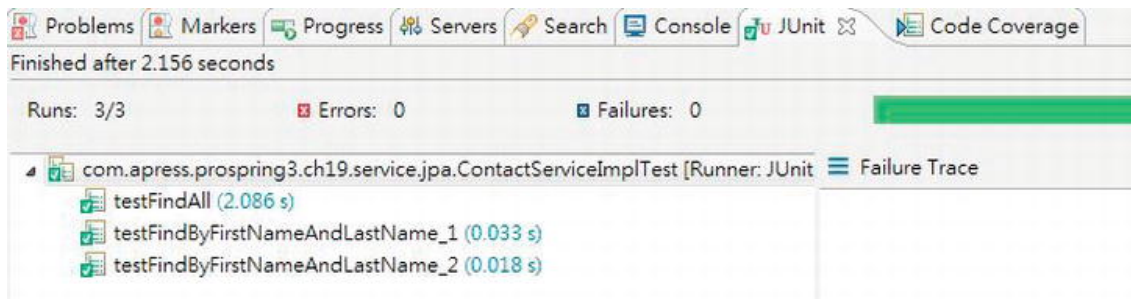 Problems Markers Progress Servers Search Console JUnit Code Coverage
Finished after 2.156 seconds
Runs: 3/3 Errors: 0 Failures: 0
com.apress.prospring3.ch19.service.jpa.ContactServiceImplTest [Runner: JUnit Failure Trace
testFindAll (2.086 s)
testFindByFirstNameAndLastName_1 (0.033 s)
testFindByFirstNameAndLastName_2 (0.018 s)